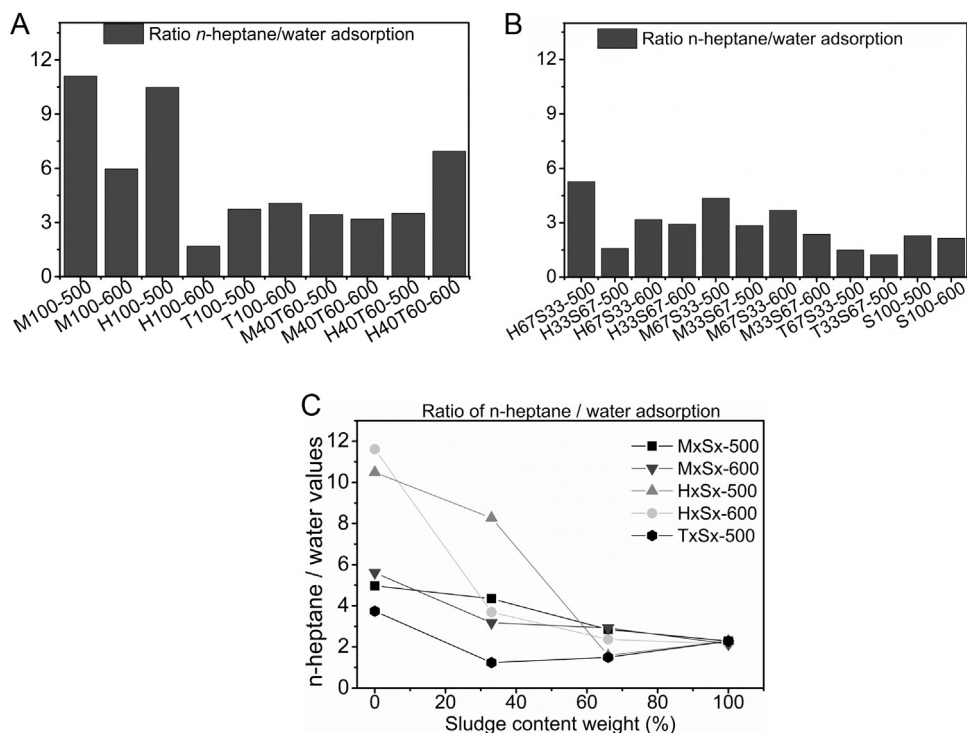 A
Ratio n-heptane/water adsorption
12
9
6
3
0
M100-500
M100-600
H100-500
H100-600
T100-500
T100-600
M40T60-500
M40T60-600
H40T60-500
H40T60-600
B
Ratio n-heptane/water adsorption
12
9
6
3
0
H67S33-500
H33S67-500
H67S33-600
H33S67-600
M67S33-500
M33S67-500
M67S33-600
M33S67-600
T67S33-500
T33S67-500
S100-500
S100-600
C
Ratio of n-heptane / water adsorption
n-heptane / water values
12
10
8
6
4
2
0
MxSx-500
MxSx-600
HxSx-500
HxSx-600
TxSx-500
0 20 40 60 80 100
Sludge content weight (%)